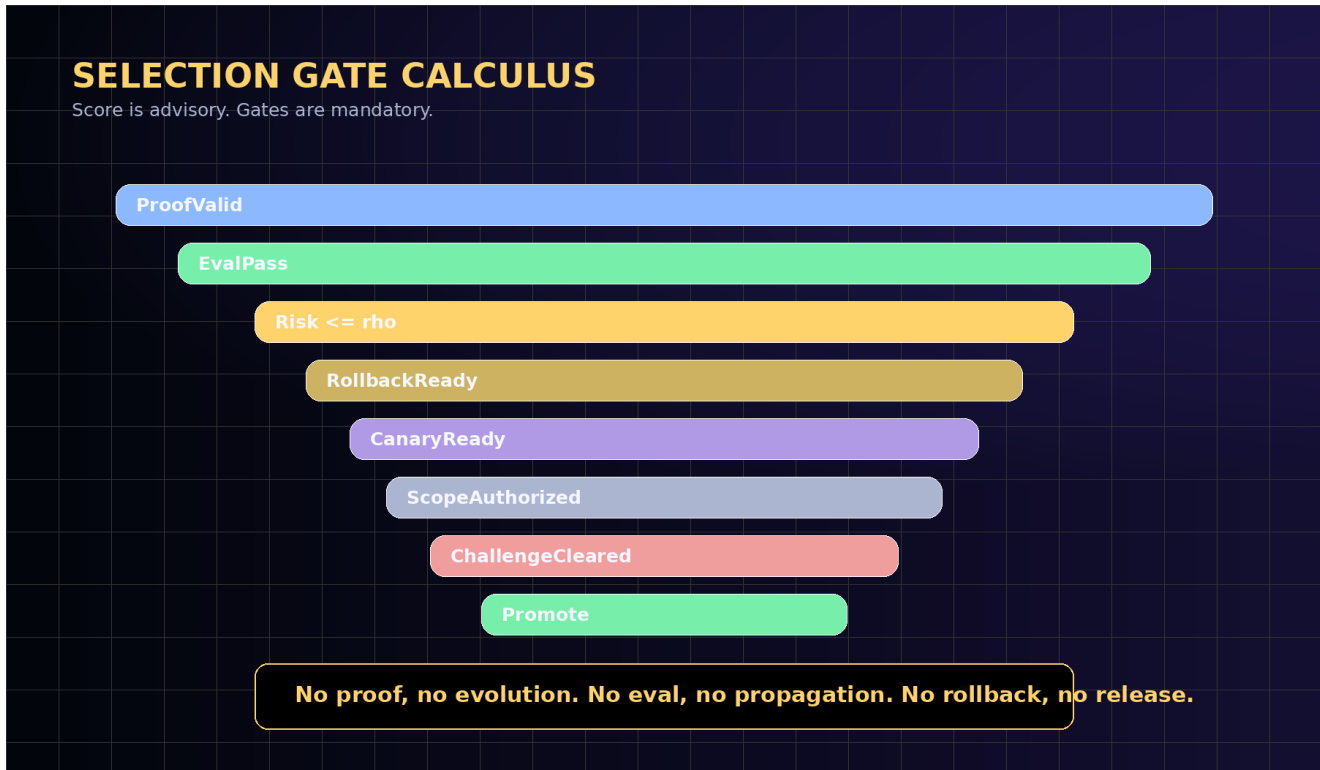 SELECTION GATE CALCULUS
Score is advisory. Gates are mandatory.
ProofValid
EvalPass
Risk <= rho
RollbackReady
CanaryReady
ScopeAuthorized
ChallengeCleared
Promote
No proof, no evolution. No eval, no propagation. No rollback, no release.